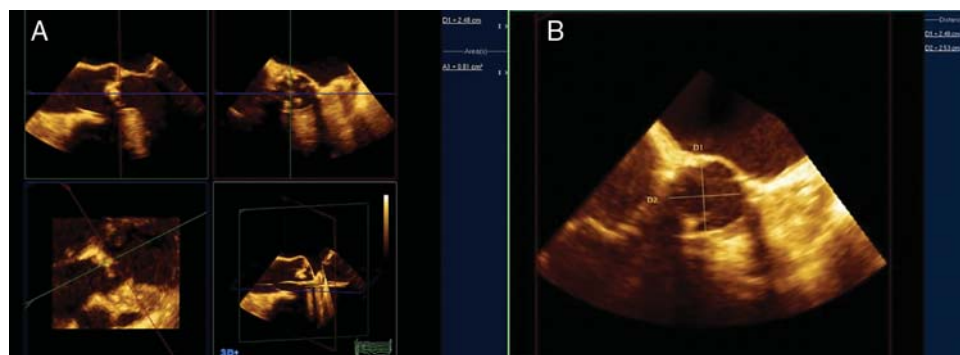 A
D1 = 2.48 cm
Area(s)
A1 = 0.81 cm²
B
Distance
D1 = 2.48 cm
D2 = 2.53 cm
D1
D2